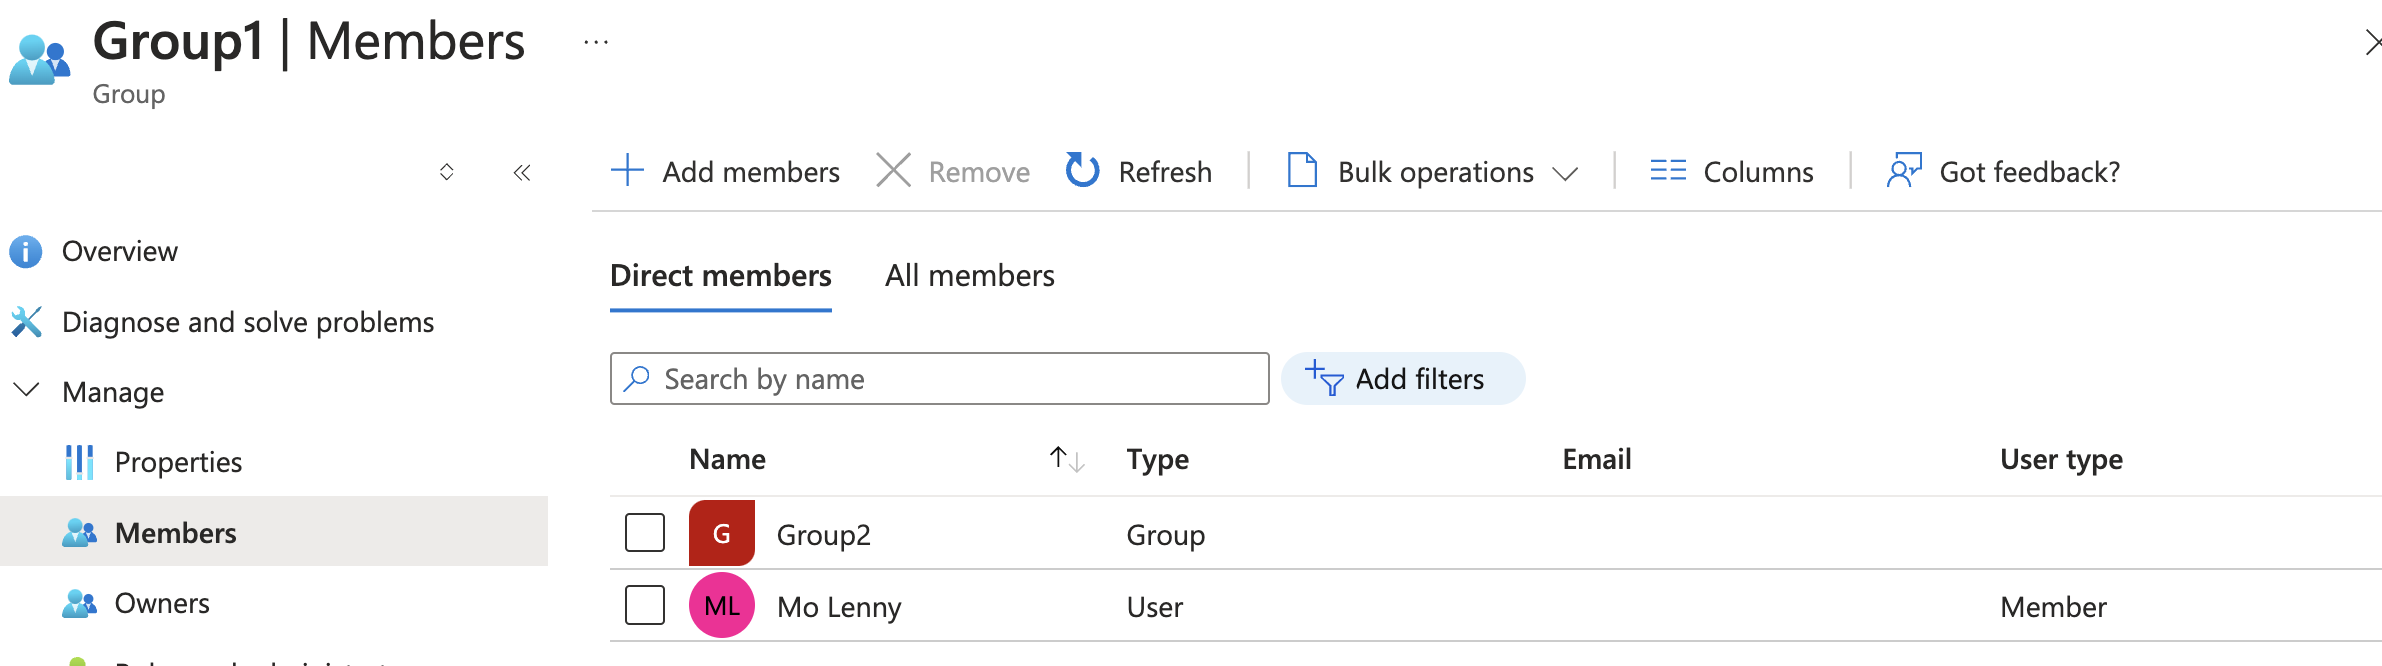 Group1 | Members ...
Group
Add members Remove Refresh Bulk operations Columns Got feedback?
Overview
Diagnose and solve problems
Manage
Properties
Members
Owners
Direct members All members
Search by name Add filters
Name Type Email User type
G Group2 Group
ML Mo Lenny User Member